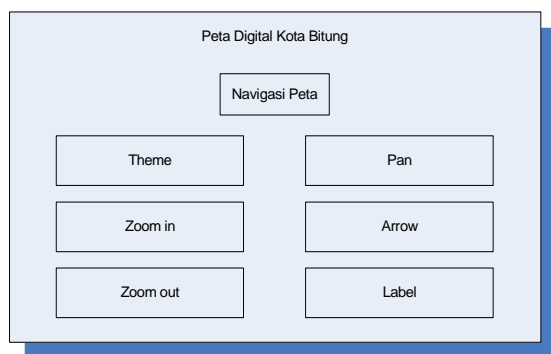 Peta Digital Kota Bitung
Navigasi Peta
Theme
Pan
Zoom in
Arrow
Zoom out
Label